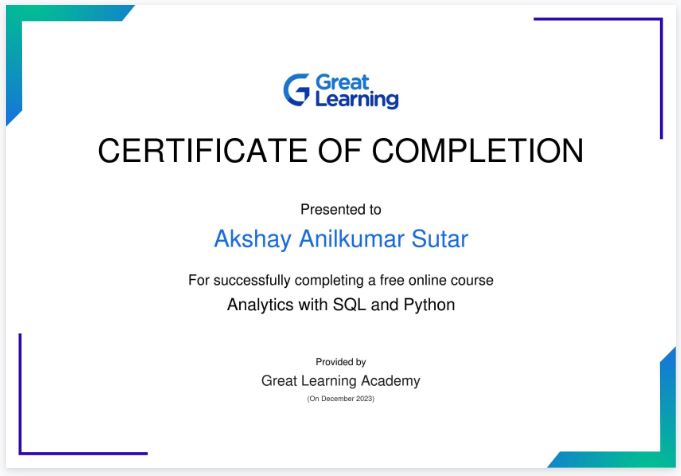 Great
Learning
CERTIFICATE OF COMPLETION
Presented to
Akshay Anilkumar Sutar
For successfully completing a free online course
Analytics with SQL and Python
Provided by
Great Learning Academy
(On December 2023)